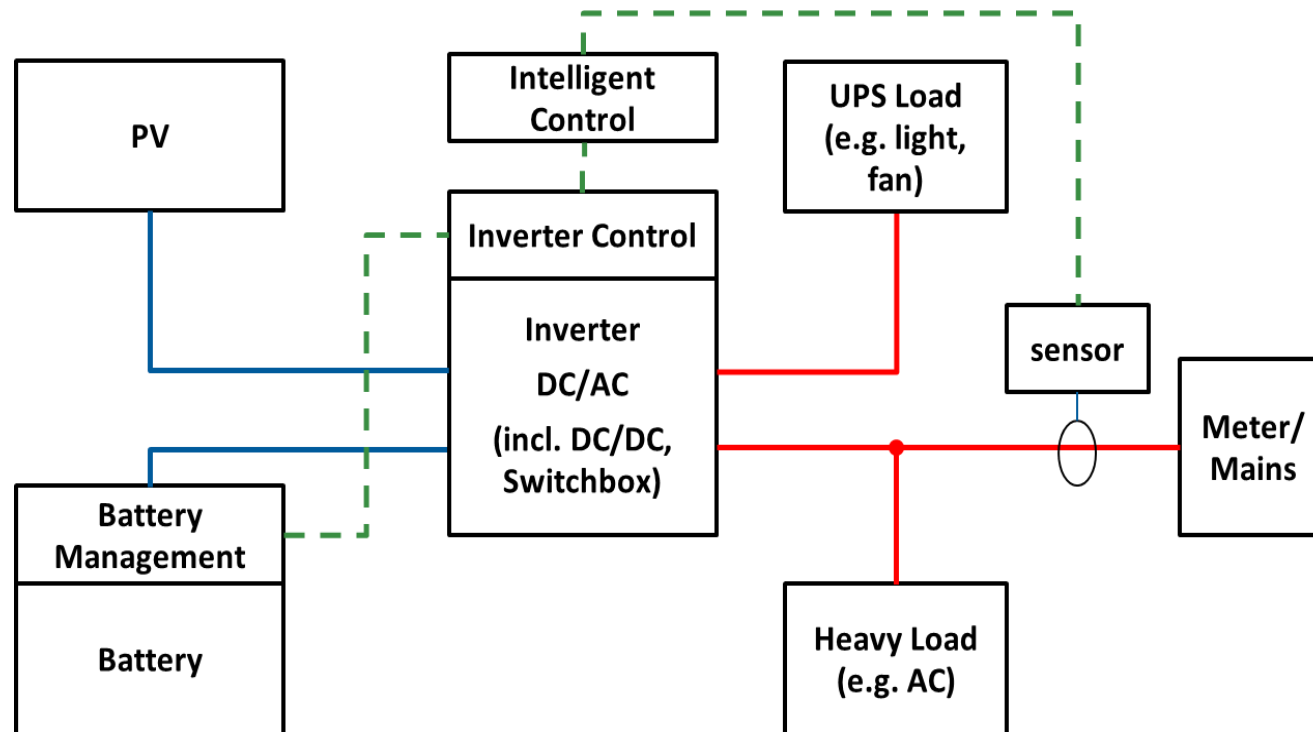 PV
Intelligent
Control
UPS Load
(e.g. light,
fan)
Inverter Control
Inverter
DC/AC
(incl. DC/DC,
Switchbox)
sensor
Meter/
Mains
Battery
Management
Battery
Heavy Load
(e.g. AC)